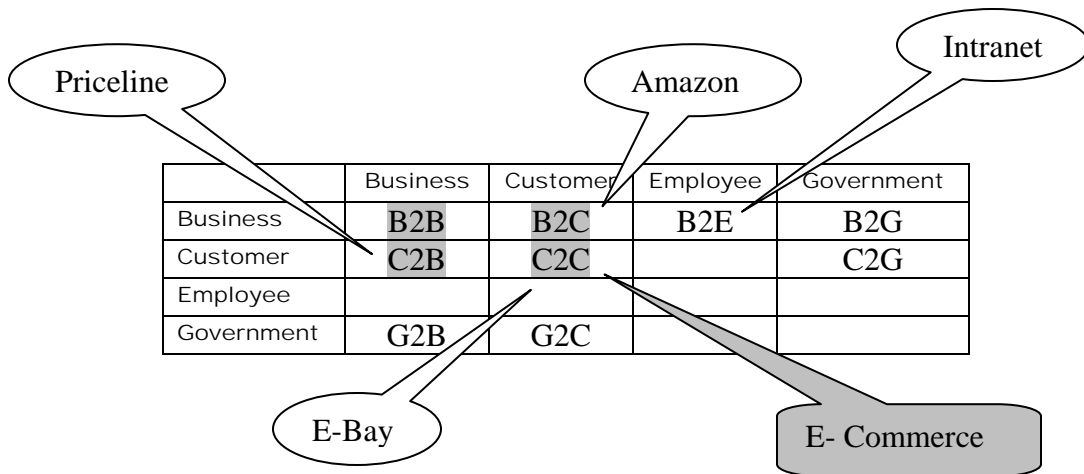 Intranet
Priceline
Amazon
Business Customer Employee Government
Business B2B B2C B2E B2G
Customer C2B C2C C2G
Employee
Government G2B G2C
E-Bay
E- Commerce